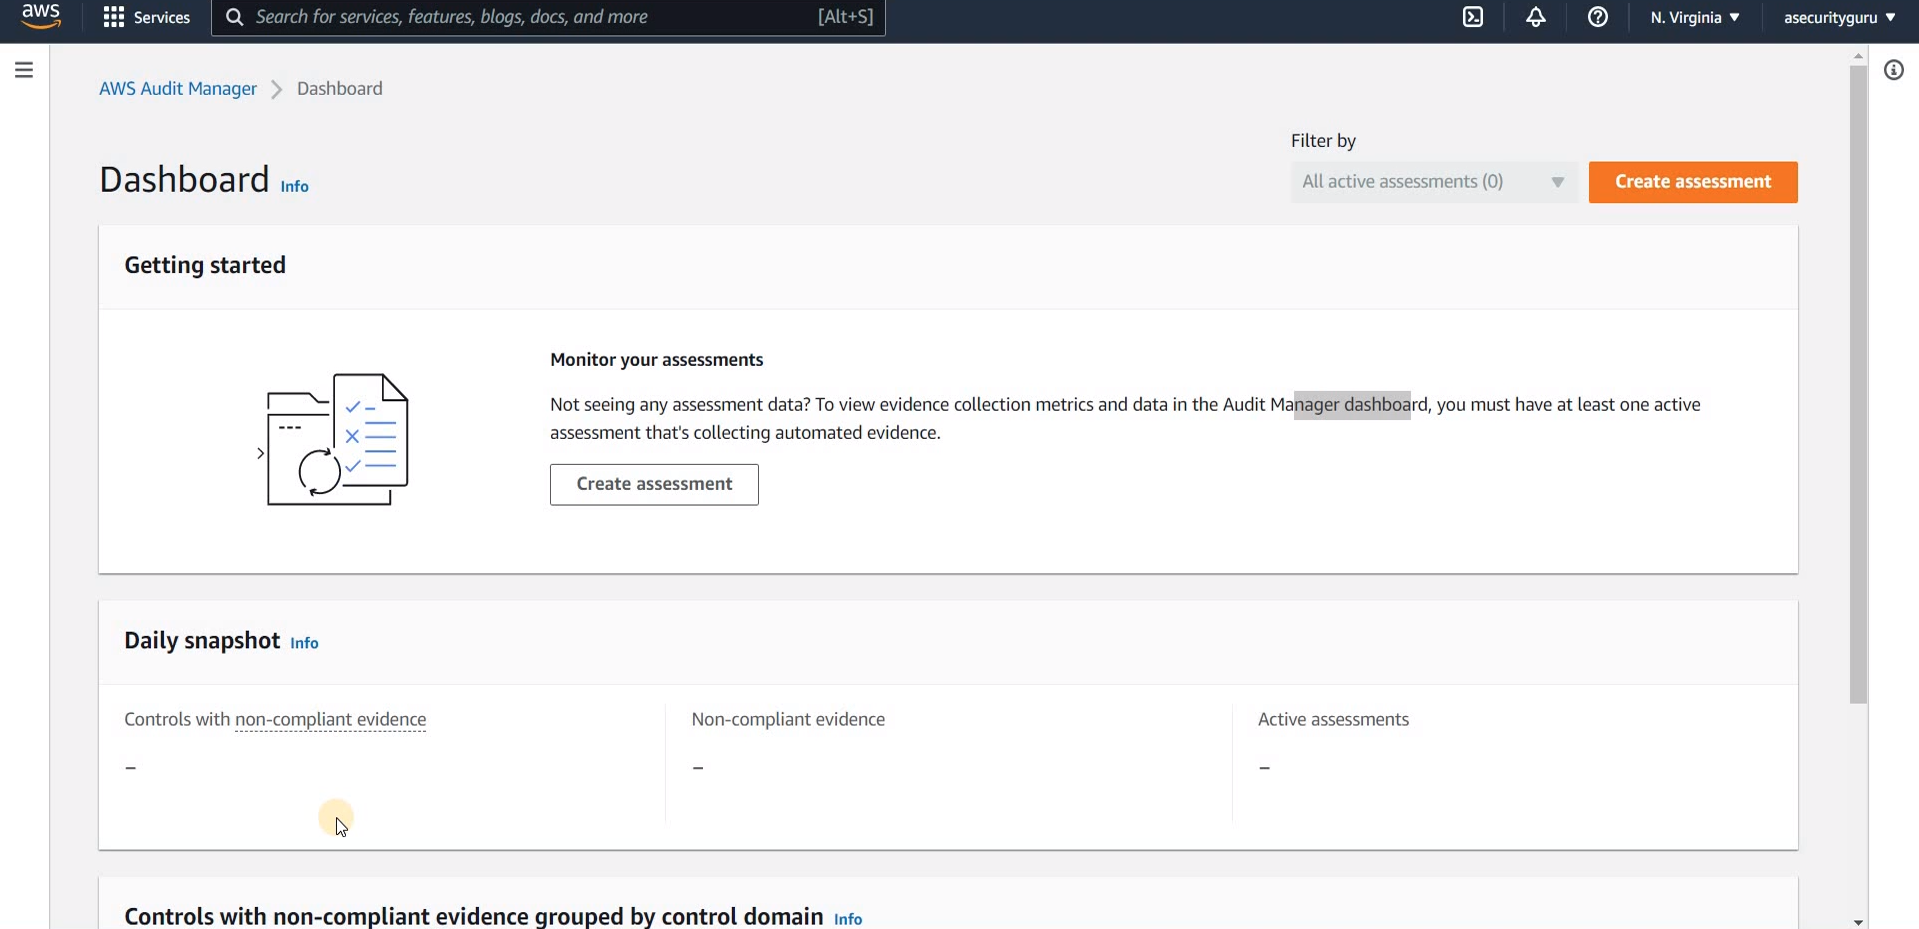 aws Services Search for services, features, blogs, docs, and more [Alt+S] N. Virginia asecurityguru
AWS Audit Manager Dashboard
Filter by
Dashboard Info All active assessments (0) Create assessment
Getting started
Monitor your assessments
Not seeing any assessment data? To view evidence collection metrics and data in the Audit Manager dashboard, you must have at least one active
assessment that's collecting automated evidence.
Create assessment
Daily snapshot Info
Controls with non-compliant evidence Non-compliant evidence Active assessments
– – –
Controls with non-compliant evidence grouped by control domain Info